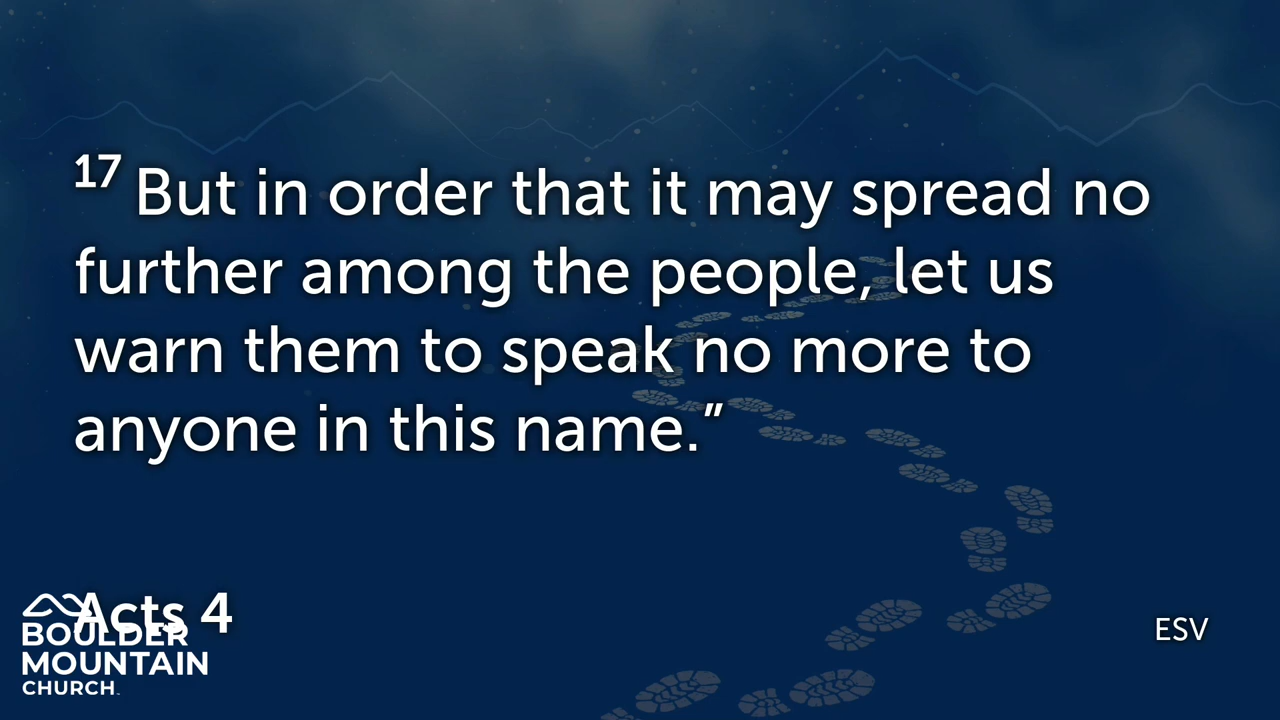 17 But in order that it may spread no
further among the people, let us
warn them to speak no more to
anyone in this name.”
Acts 4
BOULDER
MOUNTAIN
CHURCH™
ESV